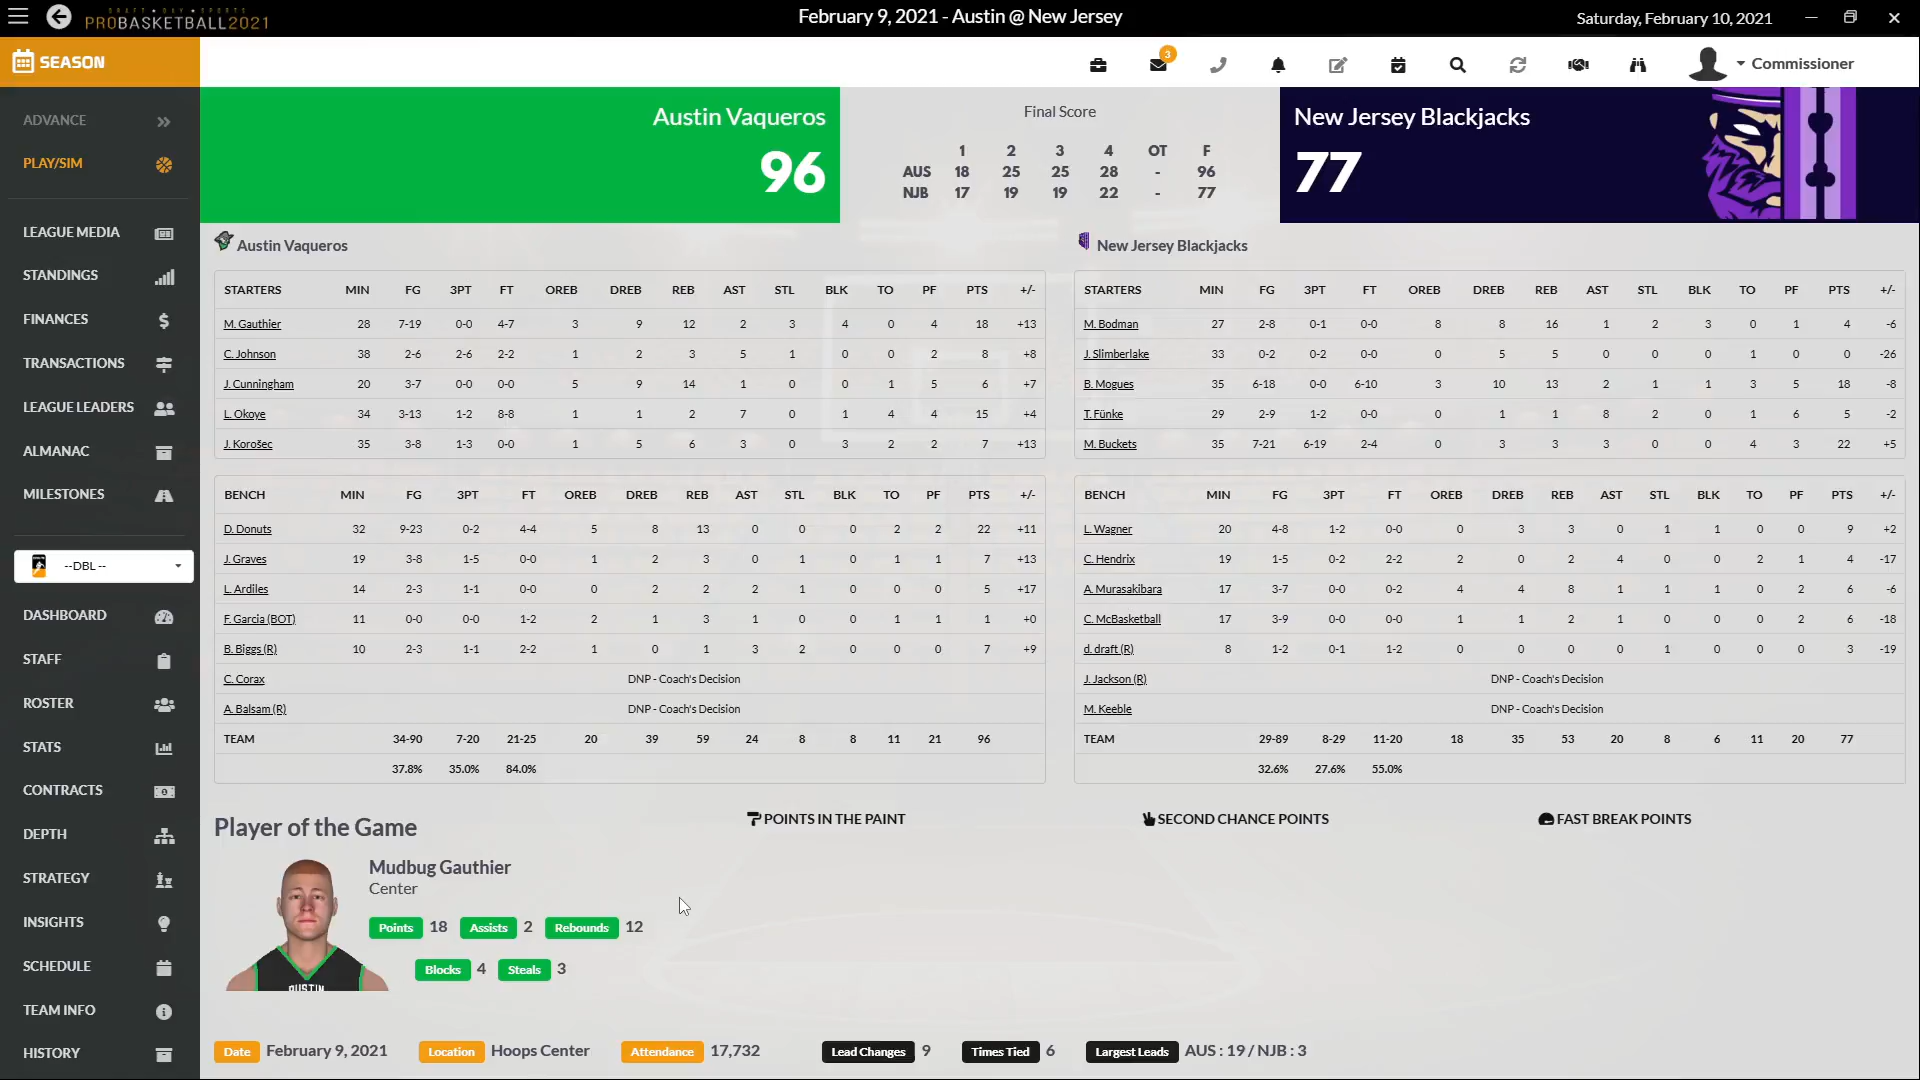 DRAFT DAY SPORTS
PROBASKETBALL2021
February 9, 2021 - Austin @ New Jersey
Saturday, February 10, 2021
SEASON
3
Commissioner
ADVANCE
PLAY/SIM
LEAGUE MEDIA
STANDINGS
FINANCES
TRANSACTIONS
LEAGUE LEADERS
ALMANAC
MILESTONES
--DBL --
DASHBOARD
STAFF
ROSTER
STATS
CONTRACTS
DEPTH
STRATEGY
INSIGHTS
SCHEDULE
TEAM INFO
HISTORY
Austin Vaqueros
96
Final Score
1 2 3 4 OT F
AUS 18 25 25 28 - 96
NJB 17 19 19 22 - 77
New Jersey Blackjacks
77
Austin Vaqueros
STARTERS MIN FG 3PT FT OREB DREB REB AST STL BLK TO PF PTS +/-
M. Gauthier 28 7-19 0-0 4-7 3 9 12 2 3 4 0 4 18 +13
C. Johnson 38 2-6 2-6 2-2 1 2 3 5 1 0 0 2 8 +8
J. Cunningham 20 3-7 0-0 0-0 5 9 14 1 0 0 1 5 6 +7
L. Okoye 34 3-13 1-2 8-8 1 1 2 7 0 1 4 4 15 +4
J. Korošec 35 3-8 1-3 0-0 1 5 6 3 0 3 2 2 7 +13
BENCH MIN FG 3PT FT OREB DREB REB AST STL BLK TO PF PTS +/-
D. Donuts 32 9-23 0-2 4-4 5 8 13 0 0 0 2 2 22 +11
J. Graves 19 3-8 1-5 0-0 1 2 3 0 1 0 1 1 7 +13
L. Ardiles 14 2-3 1-1 0-0 0 2 2 2 1 0 0 0 5 +17
F. Garcia (BOT) 11 0-0 0-0 1-2 2 1 3 1 0 0 1 1 1 +0
B. Biggs (R) 10 2-3 1-1 2-2 1 0 1 3 2 0 0 0 7 +9
C. Corax DNP - Coach's Decision
A. Balsam (R) DNP - Coach's Decision
TEAM 34-90 7-20 21-25 20 39 59 24 8 8 11 21 96
37.8% 35.0% 84.0%
New Jersey Blackjacks
STARTERS MIN FG 3PT FT OREB DREB REB AST STL BLK TO PF PTS +/-
M. Bodman 27 2-8 0-1 0-0 8 8 16 1 2 3 0 1 4 -6
J. Slimberlake 33 0-2 0-2 0-0 0 5 5 0 0 0 1 0 0 -26
B. Mogues 35 6-18 0-0 6-10 3 10 13 2 1 1 3 5 18 -8
T. Fünke 29 2-9 1-2 0-0 0 1 1 8 2 0 1 6 5 -2
M. Buckets 35 7-21 6-19 2-4 0 3 3 3 0 0 4 3 22 +5
BENCH MIN FG 3PT FT OREB DREB REB AST STL BLK TO PF PTS +/-
L. Wagner 20 4-8 1-2 0-0 0 3 3 0 1 1 0 0 9 +2
C. Hendrix 19 1-5 0-2 2-2 2 0 2 4 0 0 2 1 4 -17
A. Murasakibara 17 3-7 0-0 0-2 4 4 8 1 1 1 0 2 6 -6
C. McBasketball 17 3-9 0-0 0-0 1 1 2 1 0 0 0 2 6 -18
d. draft (R) 8 1-2 0-1 1-2 0 0 0 0 1 0 0 0 3 -19
J. Jackson (R) DNP - Coach's Decision
M. Keeble DNP - Coach's Decision
TEAM 29-89 8-29 11-20 18 35 53 20 8 6 11 20 77
32.6% 27.6% 55.0%
Player of the Game
Mudbug Gauthier
Center
Points 18 Assists 2 Rebounds 12
Blocks 4 Steals 3
AUSTIN
POINTS IN THE PAINT
SECOND CHANCE POINTS
FAST BREAK POINTS
Date February 9, 2021 Location Hoops Center Attendance 17,732 Lead Changes 9 Times Tied 6 Largest Leads AUS : 19 / NJB : 3